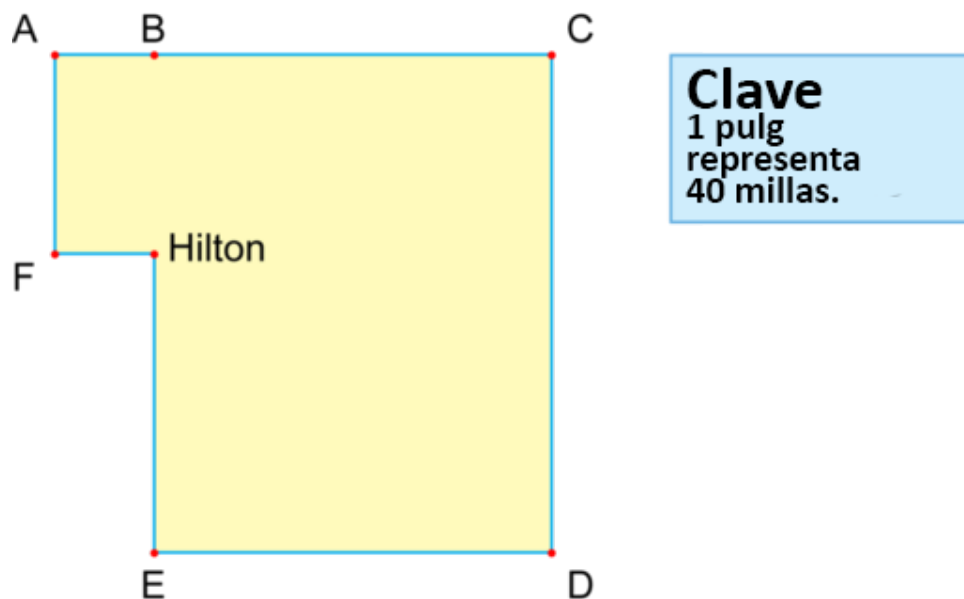 A B C
Clave
1 pulg
representa
40 millas.
Hilton
F
E D